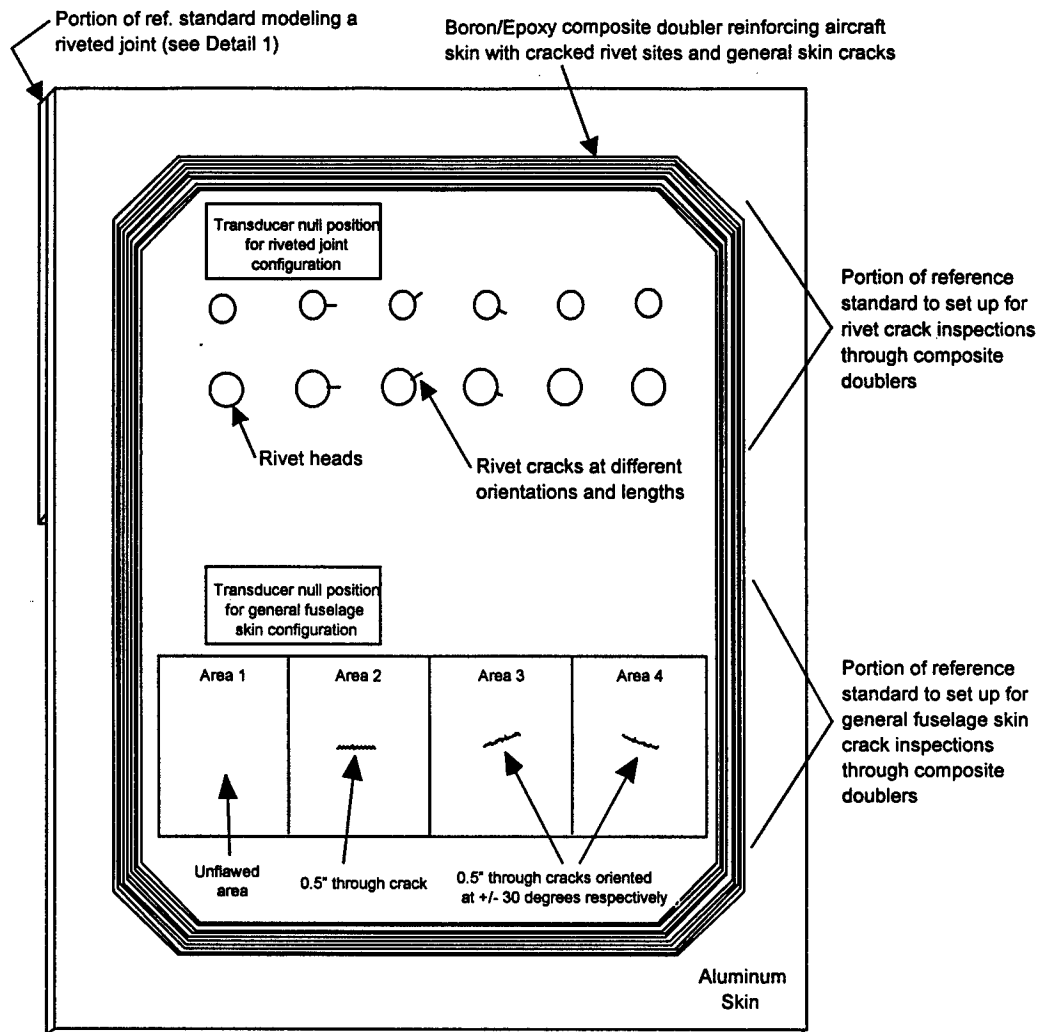 Portion of ref. standard modeling a
riveted joint (see Detail 1)
Boron/Epoxy composite doubler reinforcing aircraft
skin with cracked rivet sites and general skin cracks
Transducer null position
for riveted joint
configuration
Portion of reference
standard to set up for
rivet crack inspections
through composite
doublers
Rivet heads
Rivet cracks at different
orientations and lengths
Transducer null position
for general fuselage
skin configuration
Area 1
Area 2
Area 3
Area 4
Portion of reference
standard to set up for
general fuselage skin
crack inspections
through composite
doublers
Unflawed
area
0.5" through crack
0.5" through cracks oriented
at +/- 30 degrees respectively
Aluminum
Skin